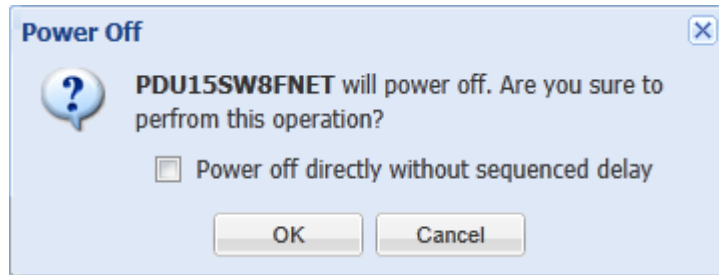 Power Off
PDU15SW8FNET will power off. Are you sure to
perfrom this operation?
Power off directly without sequenced delay
OK Cancel